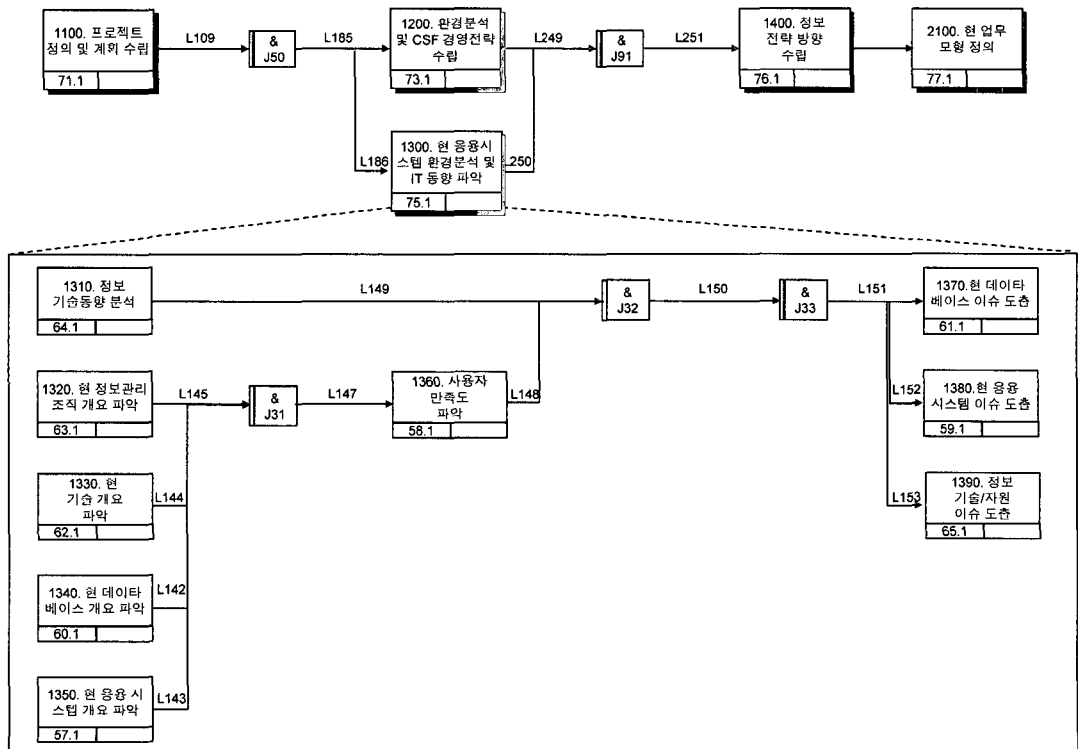 1100. 프로젝트
정의 및 계획 수립
71.1
L109
&
J50
L185
1200. 환경분석
및 CSF 경영전략
수립
73.1
L249
&
J91
L251
1400. 정보
전략 방향
수립
76.1
2100. 현 업무
모형 정의
77.1
L186
1300. 현 응용시
스템 환경분석 및
IT 동향 파악
75.1
L250
1310. 정보
기술동향 분석
64.1
L149
&
J32
L150
&
J33
L151
1370.현 데이타
베이스 이슈 도출
61.1
1320. 현 정보관리
조직 개요 파악
63.1
L145
&
J31
L147
1360. 사용자
만족도
파악
58.1
L148
L152
1380.현 응용
시스템 이슈 도출
59.1
1330. 현
기술 개요
파악
62.1
L144
L153
1390. 정보
기술/자원
이슈 도출
65.1
1340. 현 데이타
베이스 개요 파악
60.1
L142
1350. 현 응용 시
스템 개요 파악
57.1
L143